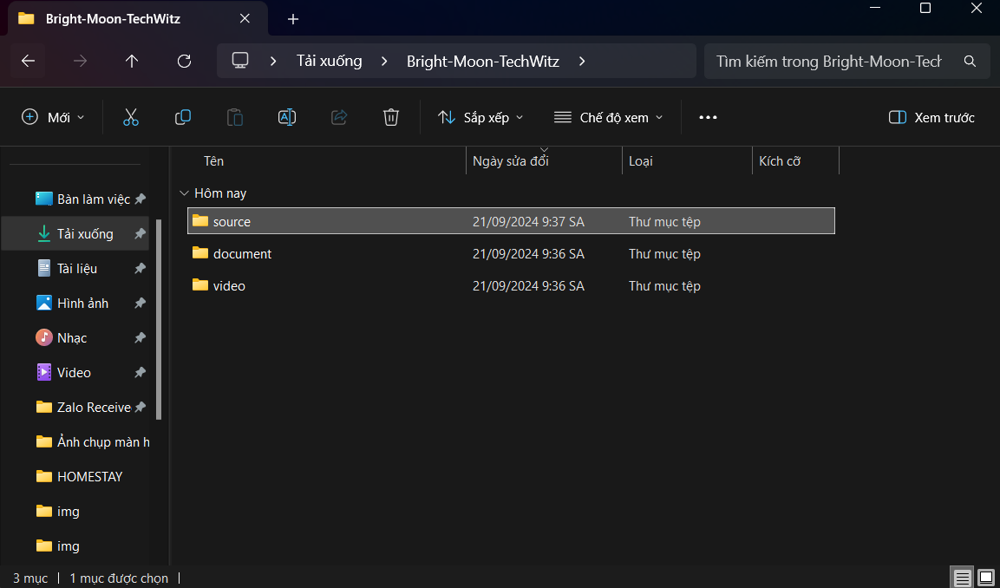 Bright-Moon-TechWitz
Tải xuống Bright-Moon-TechWitz
Tìm kiếm trong Bright-Moon-Tech
Mới Sắp xếp Chế độ xem Xem trước
Tên Ngày sửa đổi Loại Kích cỡ
Hôm nay
source 21/09/2024 9:37 SA Thư mục tệp
document 21/09/2024 9:36 SA Thư mục tệp
video 21/09/2024 9:36 SA Thư mục tệp
Bàn làm việc
Tải xuống
Tài liệu
Hình ảnh
Nhạc
Video
Zalo Receive
Ảnh chụp màn h
HOMESTAY
img
img
3 mục 1 mục được chọn